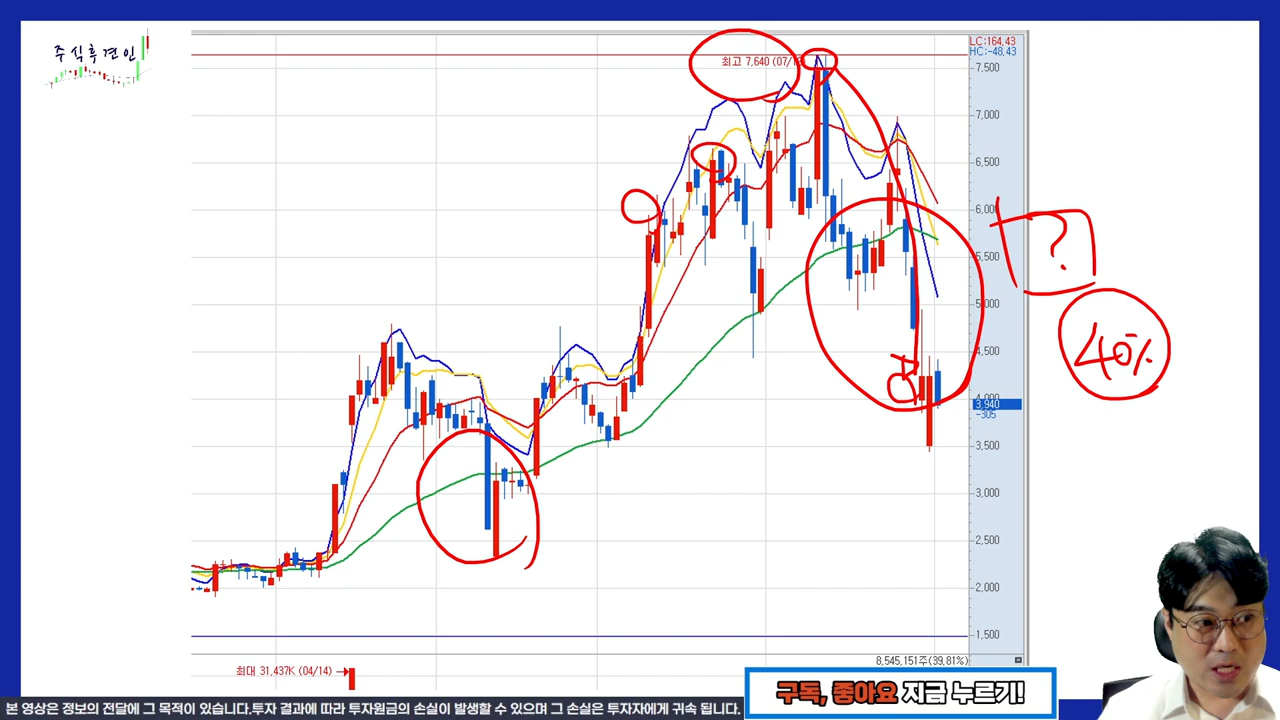 주식후견인
LC:164.43
HC:-48.43
최고 7,640 (07/1
7,500
7,000
6,500
6,000
5,500
?
5,000
4,500
40%
4,000
3,940
-305
3,500
3,000
2,500
2,000
1,500
8,545,151주(39,81%)
최대 31,437K (04/14)
구독, 좋아요 지금 누르기!
본 영상은 정보의 전달에 그 목적이 있습니다.투자 결과에 따라 투자원금의 손실이 발생할 수 있으며 그 손실은 투자자에게 귀속 됩니다.